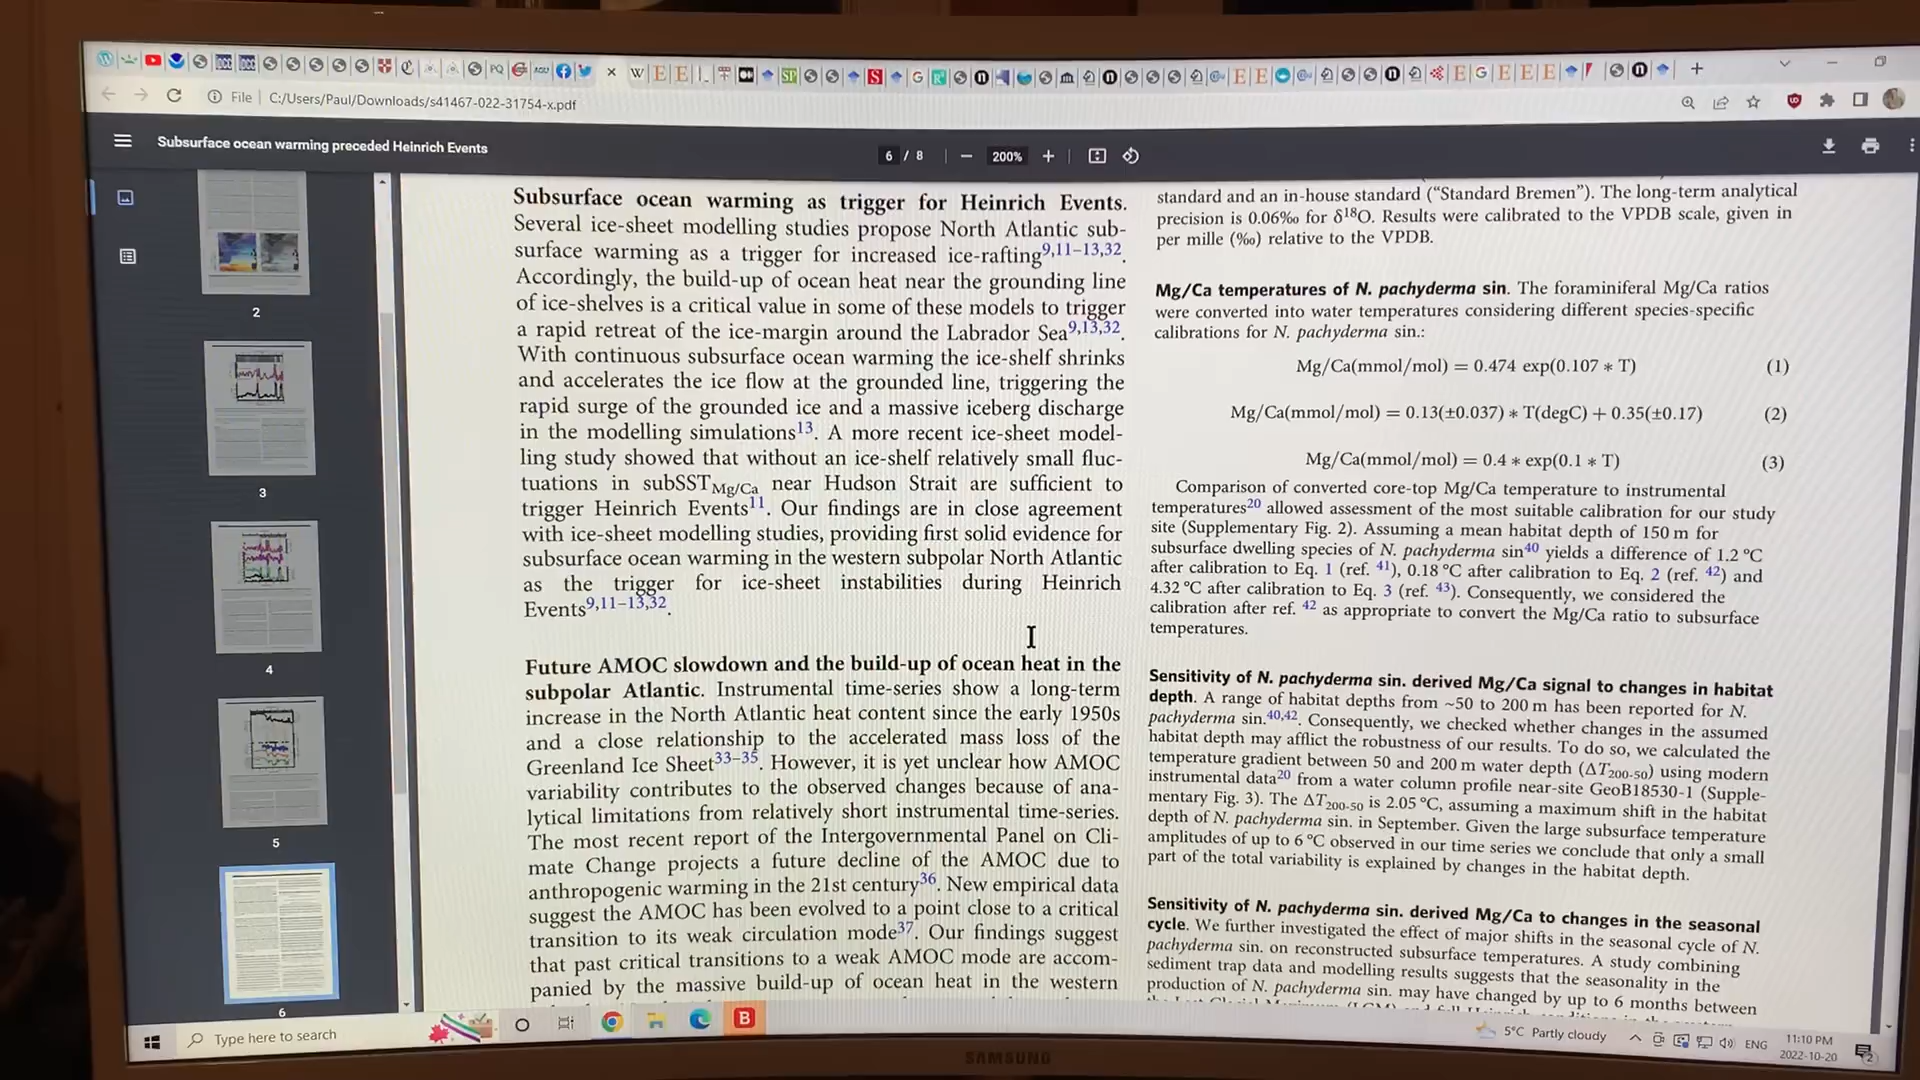 File | C:/Users/Paul/Downloads/s41467-022-31754-x.pdf
Subsurface ocean warming preceded Heinrich Events
6 / 8
200%
2
3
4
5
6
Subsurface ocean warming as trigger for Heinrich Events.
Several ice-sheet modelling studies propose North Atlantic sub-
surface warming as a trigger for increased ice-rafting9,11–13,32.
Accordingly, the build-up of ocean heat near the grounding line
of ice-shelves is a critical value in some of these models to trigger
a rapid retreat of the ice-margin around the Labrador Sea9,13,32.
With continuous subsurface ocean warming the ice-shelf shrinks
and accelerates the ice flow at the grounded line, triggering the
rapid surge of the grounded ice and a massive iceberg discharge
in the modelling simulations13. A more recent ice-sheet model-
ling study showed that without an ice-shelf relatively small fluc-
tuations in subSSTMg/Ca near Hudson Strait are sufficient to
trigger Heinrich Events11. Our findings are in close agreement
with ice-sheet modelling studies, providing first solid evidence for
subsurface ocean warming in the western subpolar North Atlantic
as the trigger for ice-sheet instabilities during Heinrich
Events9,11–13,32.
Future AMOC slowdown and the build-up of ocean heat in the
subpolar Atlantic. Instrumental time-series show a long-term
increase in the North Atlantic heat content since the early 1950s
and a close relationship to the accelerated mass loss of the
Greenland Ice Sheet33–35. However, it is yet unclear how AMOC
variability contributes to the observed changes because of ana-
lytical limitations from relatively short instrumental time-series.
The most recent report of the Intergovernmental Panel on Cli-
mate Change projects a future decline of the AMOC due to
anthropogenic warming in the 21st century36. New empirical data
suggest the AMOC has been evolved to a point close to a critical
transition to its weak circulation mode37. Our findings suggest
that past critical transitions to a weak AMOC mode are accom-
panied by the massive build-up of ocean heat in the western
standard and an in-house standard (“Standard Bremen”). The long-term analytical
precision is 0.06‰ for δ18O. Results were calibrated to the VPDB scale, given in
per mille (‰) relative to the VPDB.
Mg/Ca temperatures of N. pachyderma sin. The foraminiferal Mg/Ca ratios
were converted into water temperatures considering different species-specific
calibrations for N. pachyderma sin.:
Mg/Ca(mmol/mol) = 0.474 exp(0.107 * T) (1)
Mg/Ca(mmol/mol) = 0.13(±0.037) * T(degC) + 0.35(±0.17) (2)
Mg/Ca(mmol/mol) = 0.4 * exp(0.1 * T) (3)
Comparison of converted core-top Mg/Ca temperature to instrumental
temperatures20 allowed assessment of the most suitable calibration for our study
site (Supplementary Fig. 2). Assuming a mean habitat depth of 150 m for
subsurface dwelling species of N. pachyderma sin40 yields a difference of 1.2 °C
after calibration to Eq. 1 (ref. 41), 0.18 °C after calibration to Eq. 2 (ref. 42) and
4.32 °C after calibration to Eq. 3 (ref. 43). Consequently, we considered the
calibration after ref. 42 as appropriate to convert the Mg/Ca ratio to subsurface
temperatures.
Sensitivity of N. pachyderma sin. derived Mg/Ca signal to changes in habitat
depth. A range of habitat depths from ~50 to 200 m has been reported for N.
pachyderma sin.40,42. Consequently, we checked whether changes in the assumed
habitat depth may afflict the robustness of our results. To do so, we calculated the
temperature gradient between 50 and 200 m water depth (ΔT200-50) using modern
instrumental data20 from a water column profile near-site GeoB18530-1 (Supple-
mentary Fig. 3). The ΔT200-50 is 2.05 °C, assuming a maximum shift in the habitat
depth of N. pachyderma sin. in September. Given the large subsurface temperature
amplitudes of up to 6 °C observed in our time series we conclude that only a small
part of the total variability is explained by changes in the habitat depth.
Sensitivity of N. pachyderma sin. derived Mg/Ca to changes in the seasonal
cycle. We further investigated the effect of major shifts in the seasonal cycle of N.
pachyderma sin. on reconstructed subsurface temperatures. A study combining
sediment trap data and modelling results suggests that the seasonality in the
production of N. pachyderma sin. may have changed by up to 6 months between
Type here to search
5°C Partly cloudy
ENG
11:10 PM
2022-10-20
SAMSUNG